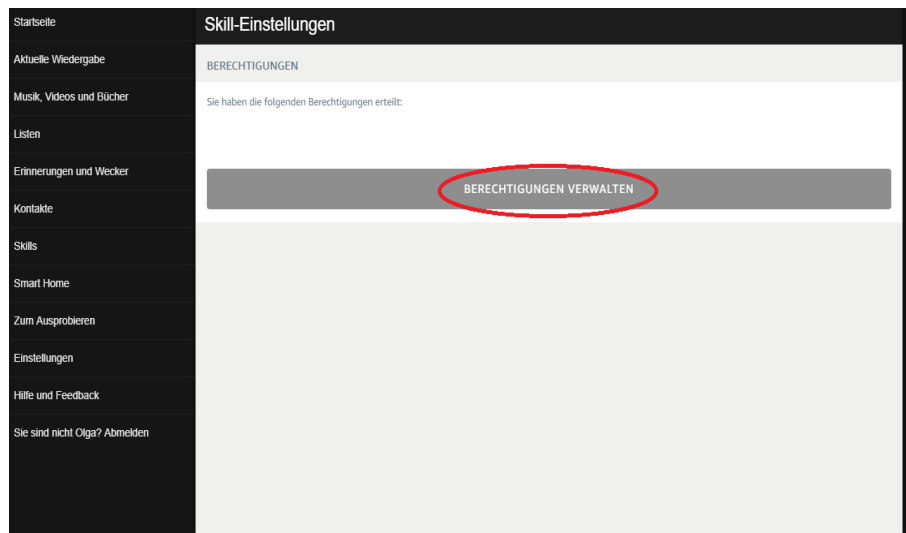 Startseite
Skill-Einstellungen
Aktuelle Wiedergabe
BERECHTIGUNGEN
Musik, Videos und Bücher
Sie haben die folgenden Berechtigungen erteilt:
Listen
Erinnerungen und Wecker
BERECHTIGUNGEN VERWALTEN
Kontakte
Skills
Smart Home
Zum Ausprobieren
Einstellungen
Hilfe und Feedback
Sie sind nicht Olga? Abmelden